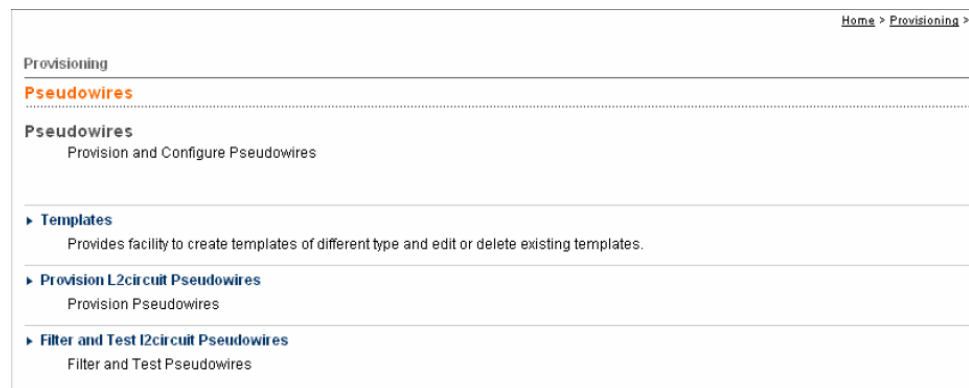 Home > Provisioning >
Provisioning
Pseudowires
Pseudowires
Provision and Configure Pseudowires
Templates
Provides facility to create templates of different type and edit or delete existing templates.
Provision L2circuit Pseudowires
Provision Pseudowires
Filter and Test l2circuit Pseudowires
Filter and Test Pseudowires